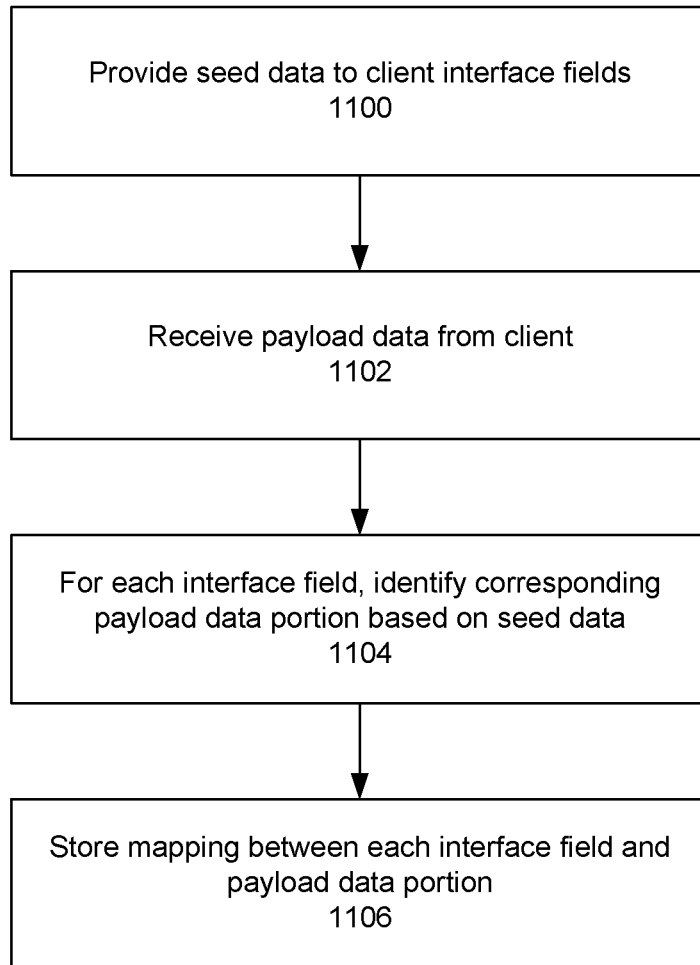 Provide seed data to client interface fields
1100
Receive payload data from client
1102
For each interface field, identify corresponding
payload data portion based on seed data
1104
Store mapping between each interface field and
payload data portion
1106